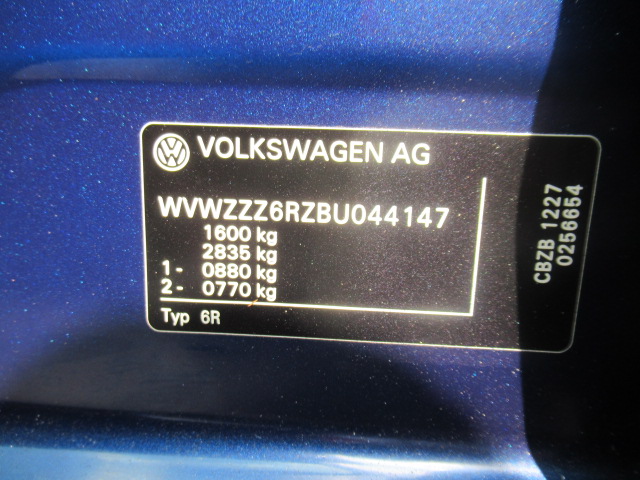 VOLKSWAGEN AG
WVWZZZ6RZBU044147
1600 kg
2835 kg
1- 0880 kg
2- 0770 kg
Typ 6R
CBZB 1227
0256654